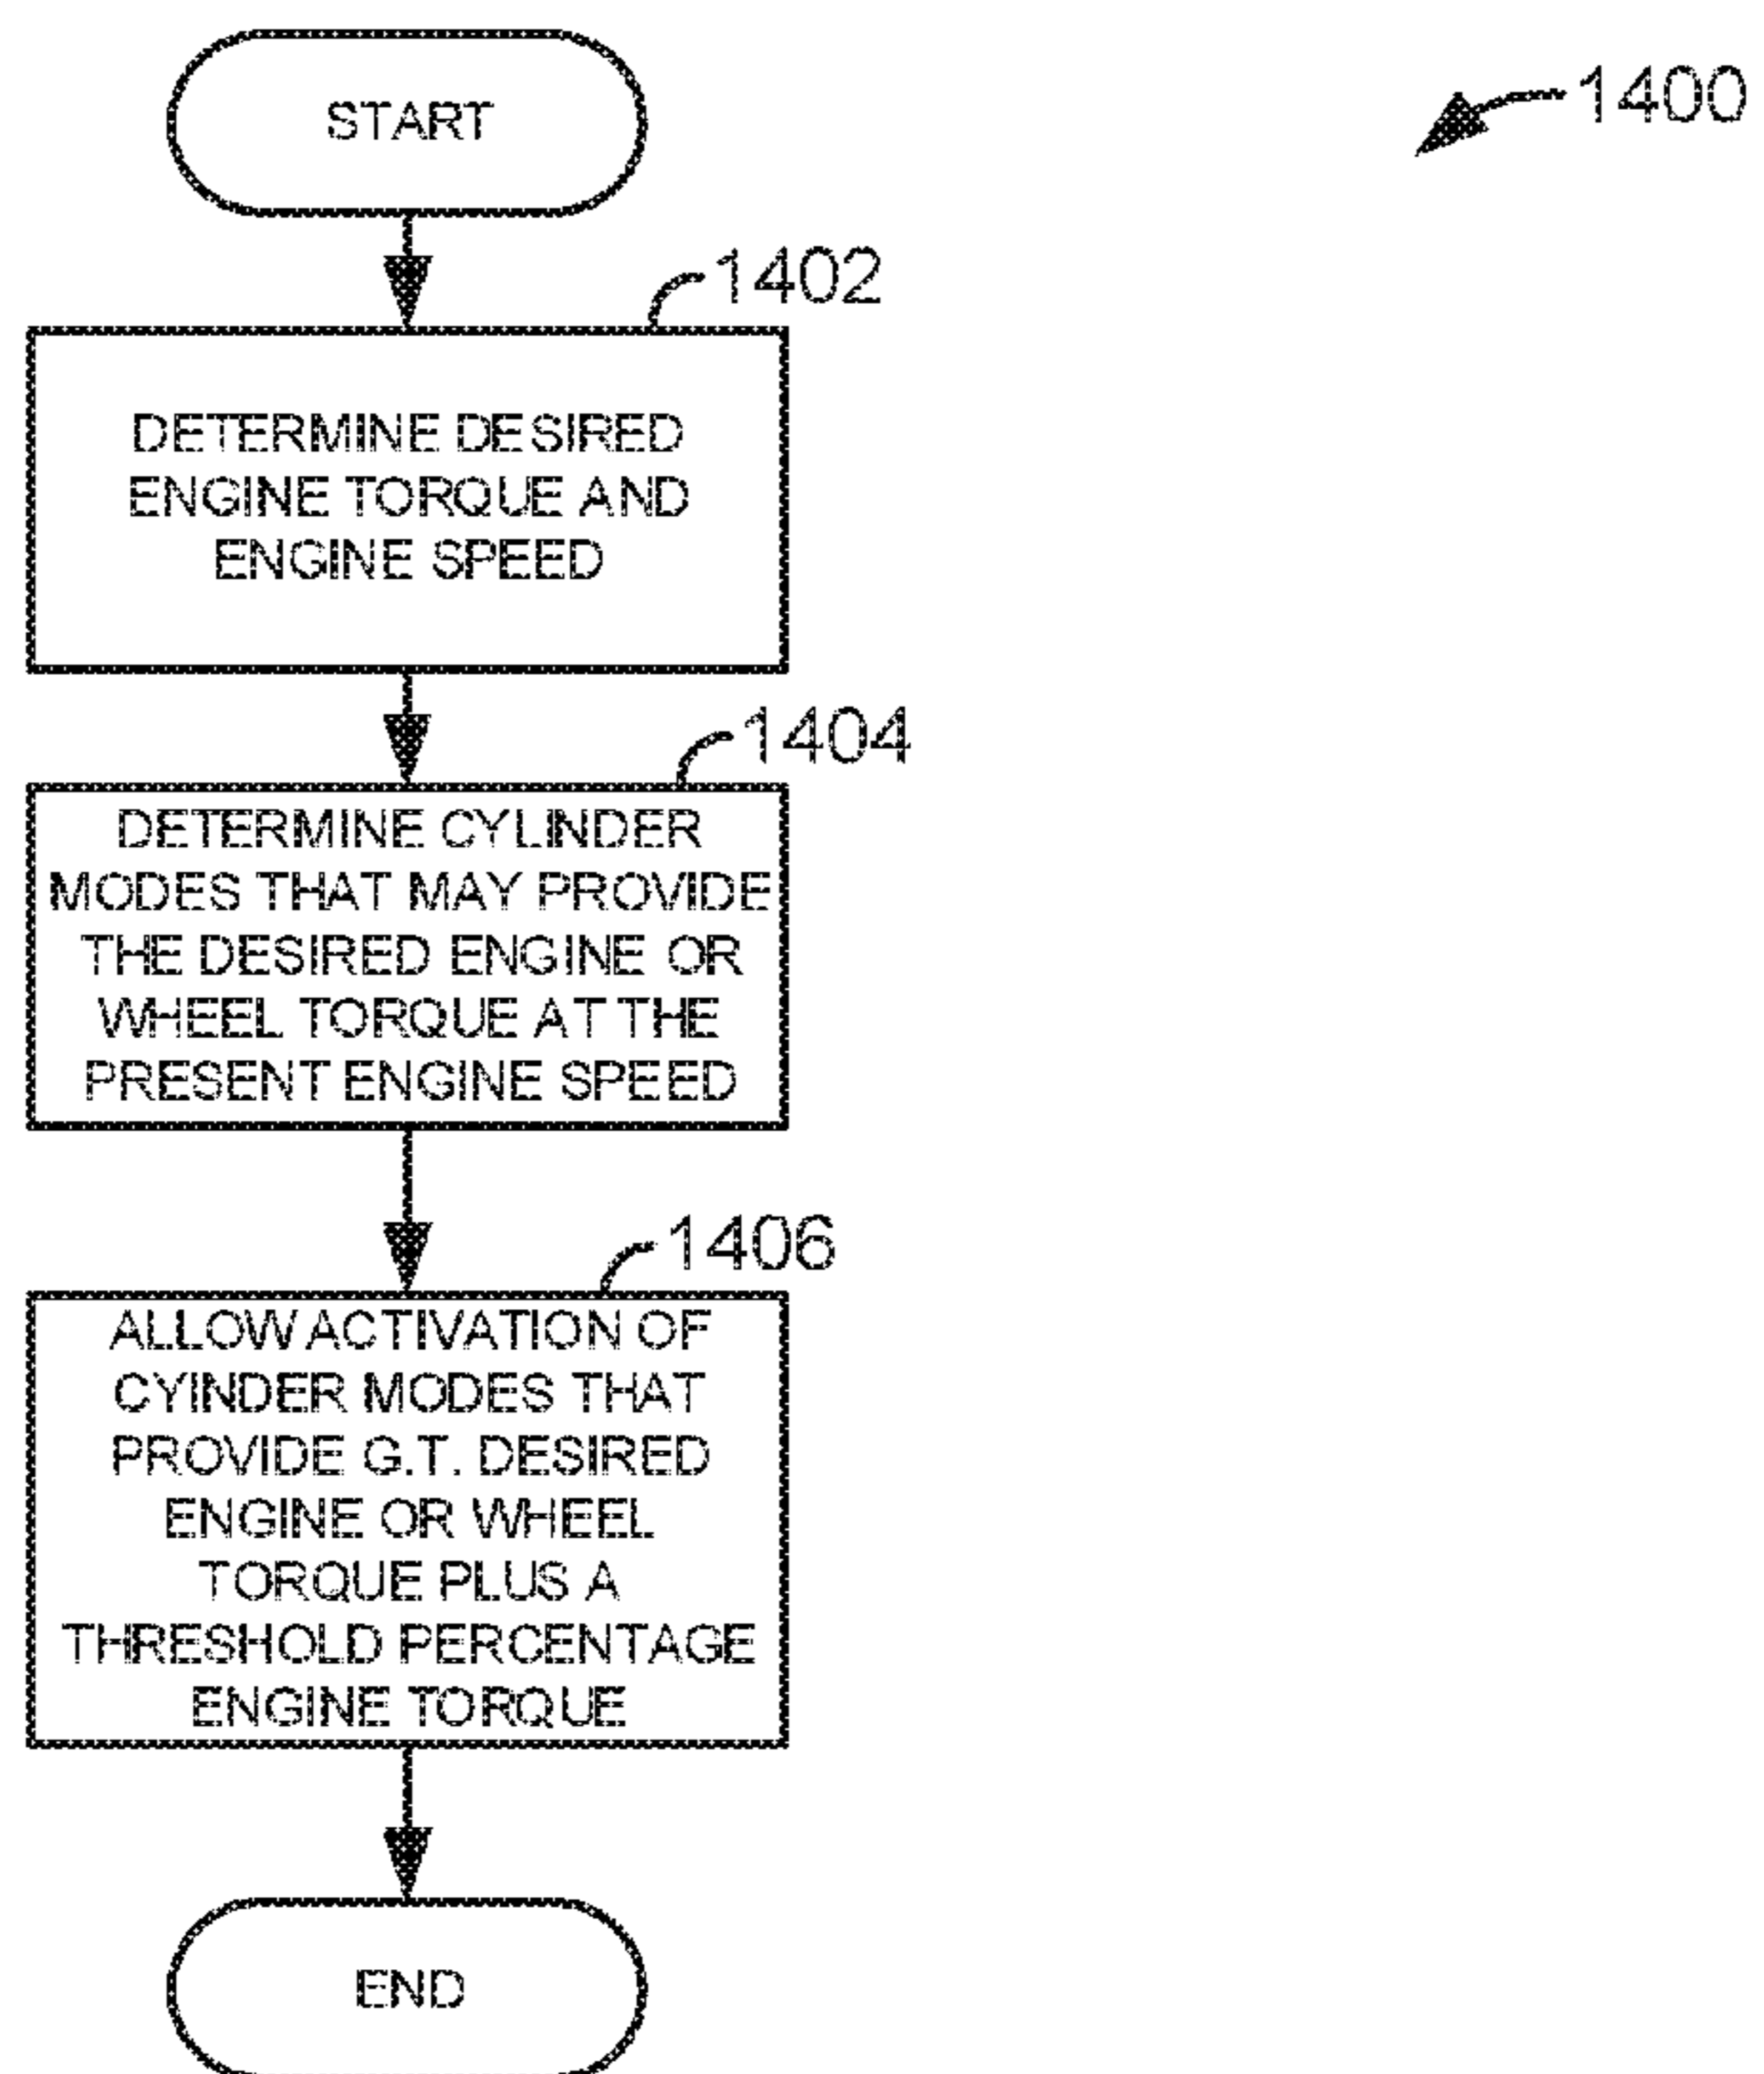 START
1400
1402
DETERMINE DESIRED
ENGINE TORQUE AND
ENGINE SPEED
1404
DETERMINE CYLINDER
MODES THAT MAY PROVIDE
THE DESIRED ENGINE OR
WHEEL TORQUE AT THE
PRESENT ENGINE SPEED
1406
ALLOW ACTIVATION OF
CYINDER MODES THAT
PROVIDE G.T. DESIRED
ENGINE OR WHEEL
TORQUE PLUS A
THRESHOLD PERCENTAGE
ENGINE TORQUE
END